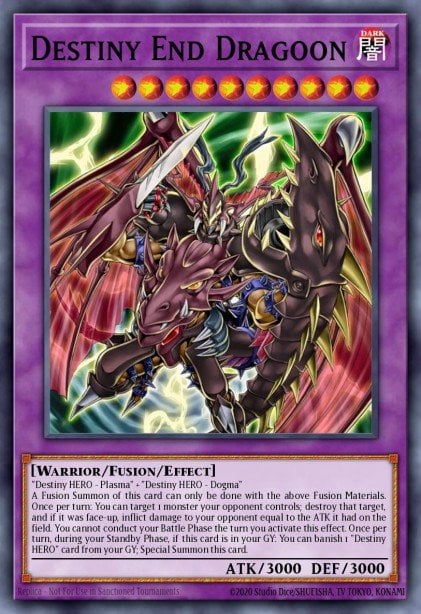 DESTINY END DRAGOON
DARK
闇
[WARRIOR/FUSION/EFFECT]
"Destiny HERO - Plasma" + "Destiny HERO - Dogma"
A Fusion Summon of this card can only be done with the above Fusion Materials.
Once per turn: You can target 1 monster your opponent controls; destroy that target,
and if it was face-up, inflict damage to your opponent equal to the ATK it had on the
field. You cannot conduct your Battle Phase the turn you activate this effect. Once per
turn, during your Standby Phase, if this card is in your GY: You can banish 1 "Destiny
HERO" card from your GY; Special Summon this card.
ATK/3000 DEF/3000
Replica - Not For Use in Sanctioned Tournaments
©2020 Studio Dice/SHUEISHA, TV TOKYO, KONAMI